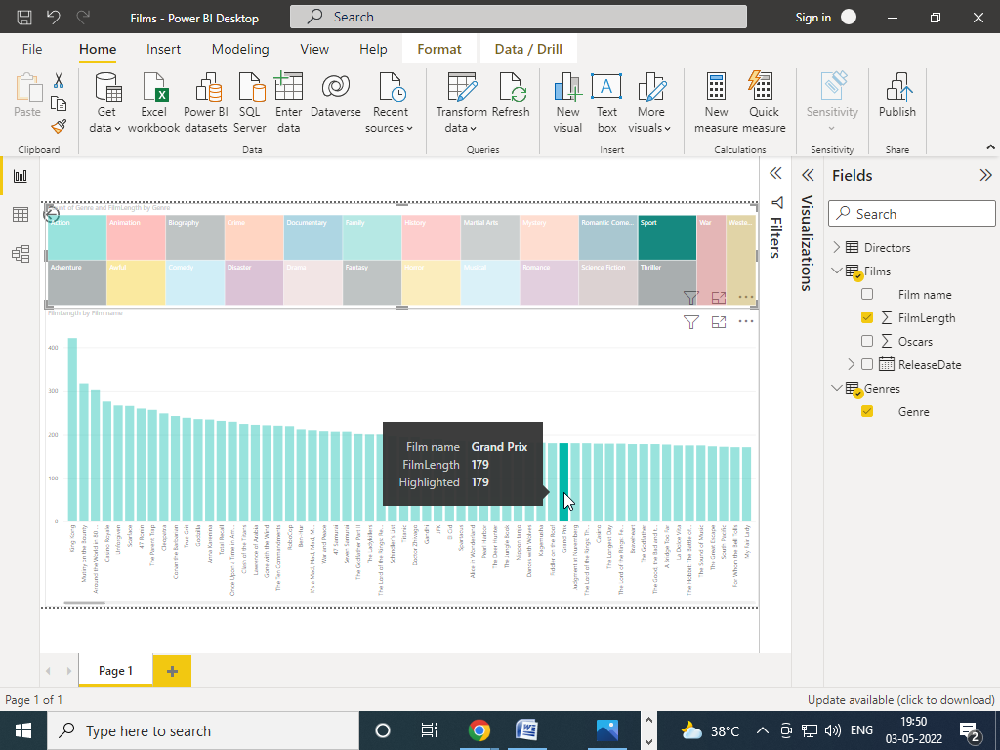 Films - Power BI Desktop
Search
Sign in
File
Home
Insert
Modeling
View
Help
Format
Data / Drill
Paste
Get data
Excel workbook
Power BI datasets
SQL Server
Enter data
Dataverse
Recent sources
Transform data
Refresh
New visual
Text box
More visuals
New measure
Quick measure
Sensitivity
Publish
Clipboard
Data
Queries
Insert
Calculations
Sensitivity
Share
Animation
Biography
Crime
Documentary
Family
History
Martial Arts
Mystery
Romantic Come...
Sport
War
Weste...
Adventure
Awful
Comedy
Disaster
Drama
Fantasy
Horror
Musical
Romance
Science Fiction
Thriller
FilmLength by Film name
400
300
200
100
0
Film name Grand Prix
FilmLength 179
Highlighted 179
King Kong
Mutiny on the Bounty
Around the World in 80 ...
Casino Royale
Unforgiven
Scarface
47 Ronin
The Parent Trap
Cleopatra
Conan the Barbarian
True Grit
Godzilla
Anna Karenina
Total Recall
Once Upon a Time in Am...
Clash of the Titans
Lawrence of Arabia
Gone with the Wind
The Ten Commandments
RoboCop
Ben-Hur
It's a Mad, Mad, Mad, M...
War and Peace
47 Samurai
Seven Samurai
The Godfather Part II
The Ladykillers
The Lord of the Rings: Re...
Schindler's List
Titanic
Doctor Zhivago
Gandhi
JFK
El Cid
Spartacus
Alice in Wonderland
Pearl Harbor
The Deer Hunter
The Jungle Book
Nippon konjo
Dances with Wolves
Kagemusha
Fiddler on the Roof
Grand Prix
Judgment at Nuremberg
The Lord of the Rings: Th...
Casino
The Longest Day
The Lord of the Rings: Fe...
Braveheart
The Godfather
The Good, the Bad and t...
A Bridge Too Far
La Dolce Vita
The Hobbit: The Battle of...
The Sound of Music
The Great Escape
South Pacific
For Whom the Bell Tolls
My Fair Lady
Filters
Visualizations
Fields
Search
Directors
Films
Film name
FilmLength
Oscars
ReleaseDate
Genres
Genre
Page 1
Page 1 of 1
Update available (click to download)
Type here to search
38°C
ENG
19:50
03-05-2022
2